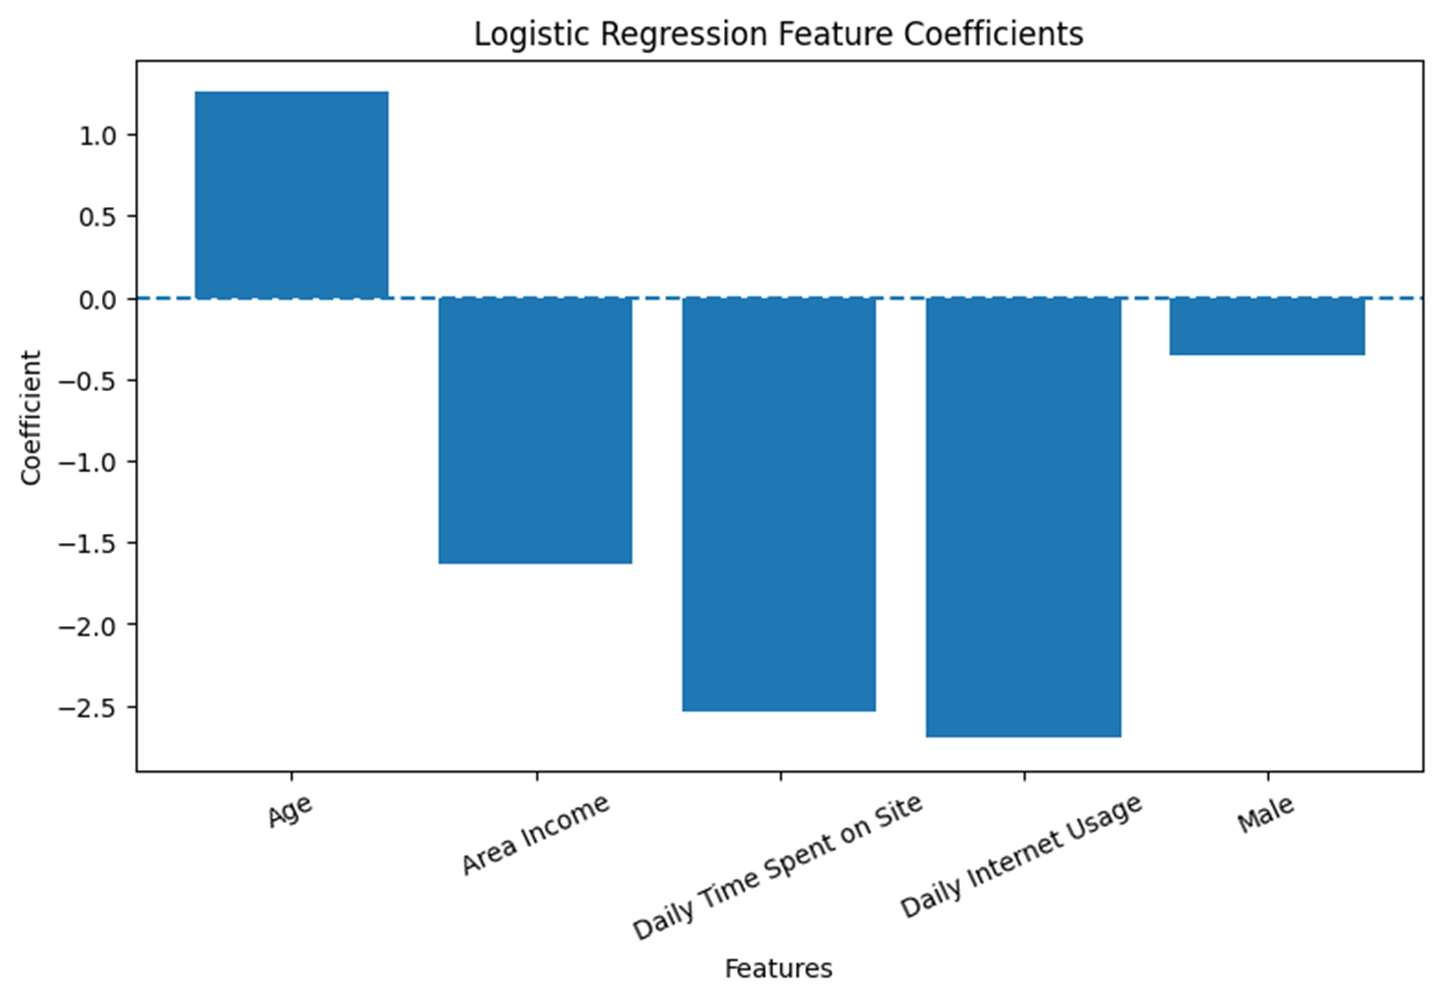 Logistic Regression Feature Coefficients
1.0
0.5
0.0
−0.5
−1.0
−1.5
−2.0
−2.5
Coefficient
Age
Area Income
Daily Time Spent on Site
Daily Internet Usage
Male
Features